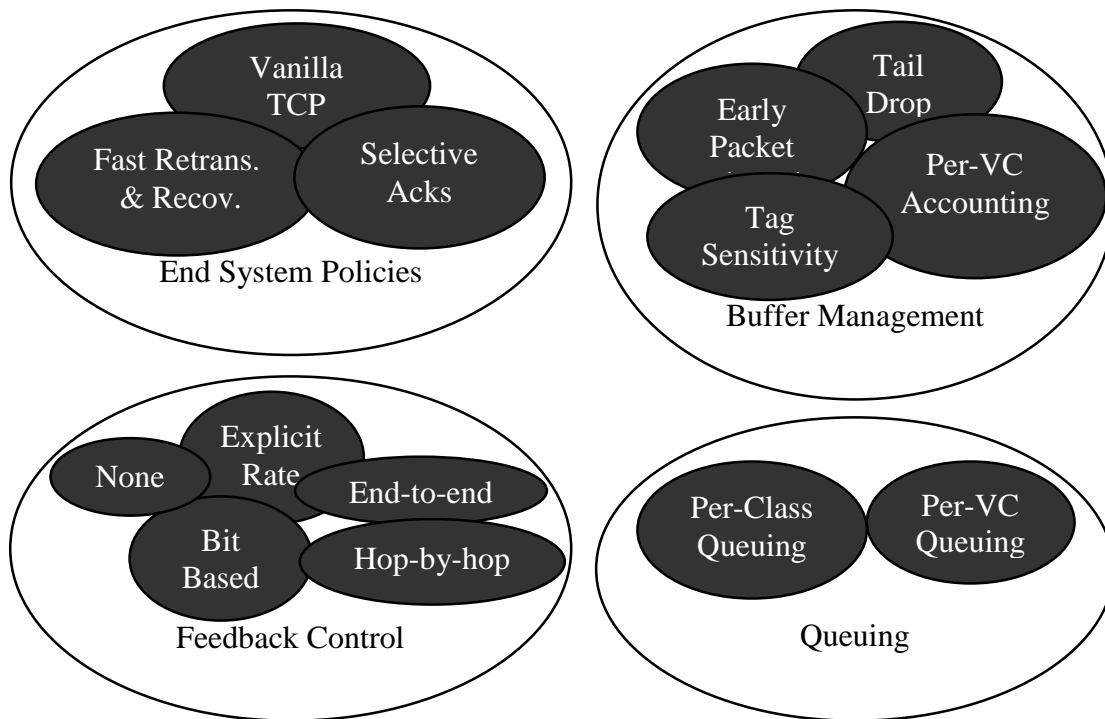 Vanilla
TCP
Fast Retrans.
& Recov.
Selective
Acks
End System Policies
Tail
Drop
Early
Packet
Per-VC
Accounting
Tag
Sensitivity
Buffer Management
None
Explicit
Rate
End-to-end
Bit
Based
Hop-by-hop
Feedback Control
Per-Class
Queuing
Per-VC
Queuing
Queuing